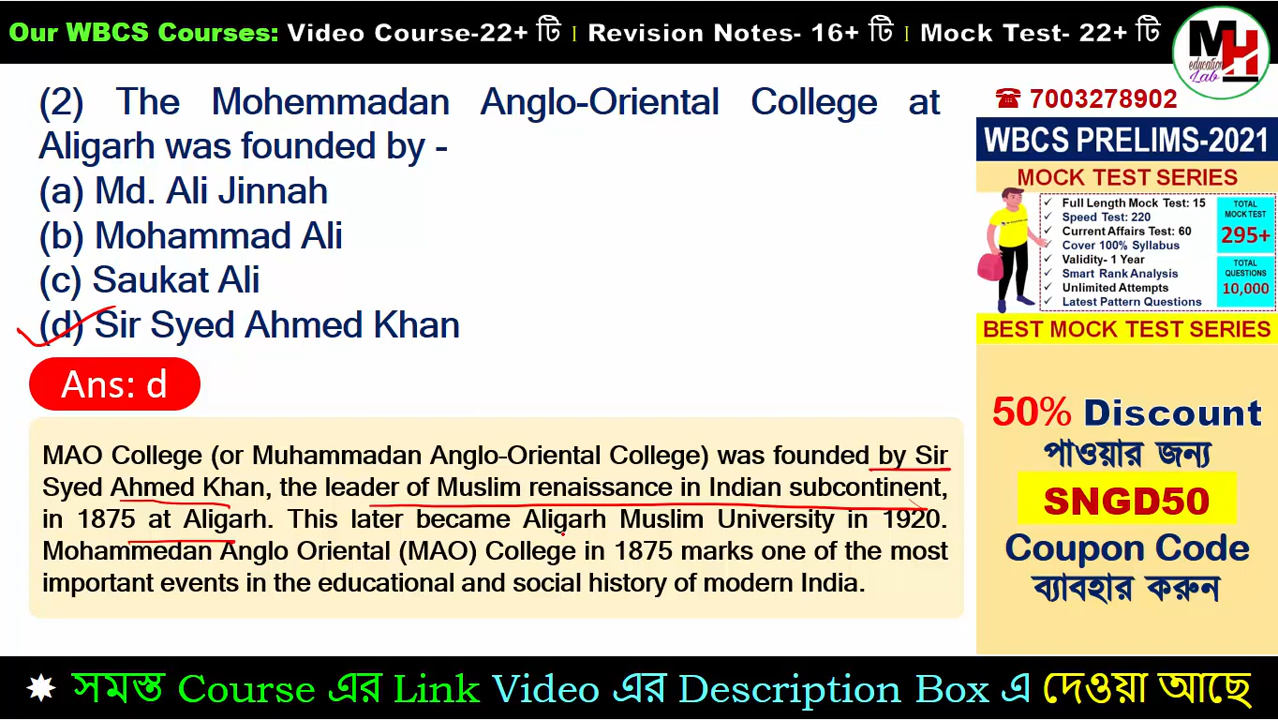 Our WBCS Courses: Video Course-22+ টি I Revision Notes- 16+ টি I Mock Test- 22+ টি
MH
education
Lab
(2) The Mohemmadan Anglo-Oriental College at
Aligarh was founded by -
(a) Md. Ali Jinnah
(b) Mohammad Ali
(c) Saukat Ali
(d) Sir Syed Ahmed Khan
Ans: d
MAO College (or Muhammadan Anglo-Oriental College) was founded by Sir
Syed Ahmed Khan, the leader of Muslim renaissance in Indian subcontinent,
in 1875 at Aligarh. This later became Aligarh Muslim University in 1920.
Mohammedan Anglo Oriental (MAO) College in 1875 marks one of the most
important events in the educational and social history of modern India.
☎ 7003278902
WBCS PRELIMS-2021
MOCK TEST SERIES
✓ Full Length Mock Test: 15
✓ Speed Test: 220
✓ Current Affairs Test: 60
✓ Cover 100% Syllabus
✓ Validity- 1 Year
✓ Smart Rank Analysis
✓ Unlimited Attempts
✓ Latest Pattern Questions
TOTAL
MOCK TEST
295+
TOTAL
QUESTIONS
10,000
BEST MOCK TEST SERIES
50% Discount
পাওয়ার জন্য
SNGD50
Coupon Code
ব্যাবহার করুন
✸ সমস্ত Course এর Link Video এর Description Box এ দেওয়া আছে